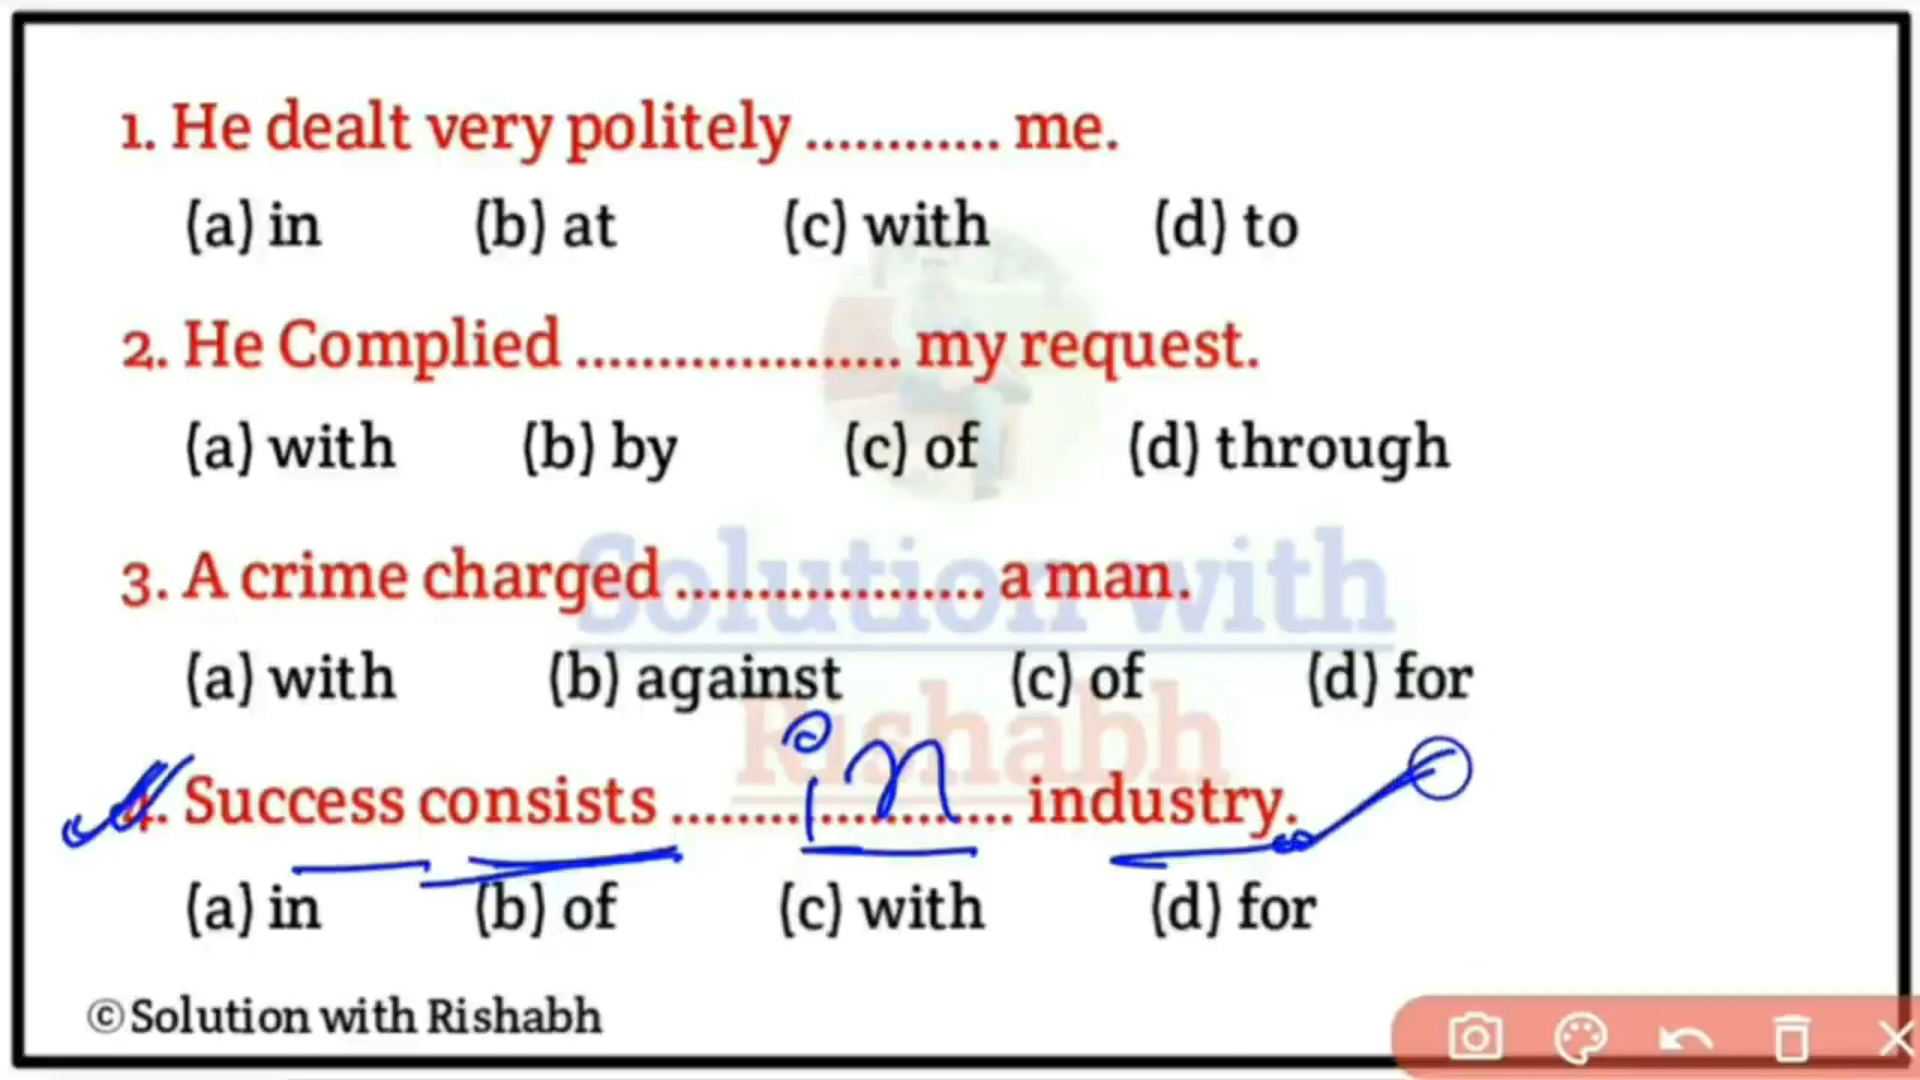 1. He dealt very politely ............ me.
(a) in (b) at (c) with (d) to
2. He Complied .................... my request.
(a) with (b) by (c) of (d) through
3. A crime charged ................... a man.
(a) with (b) against (c) of (d) for
Solution with
Rishabh
in
4. Success consists ..................... industry.
(a) in (b) of (c) with (d) for
©Solution with Rishabh